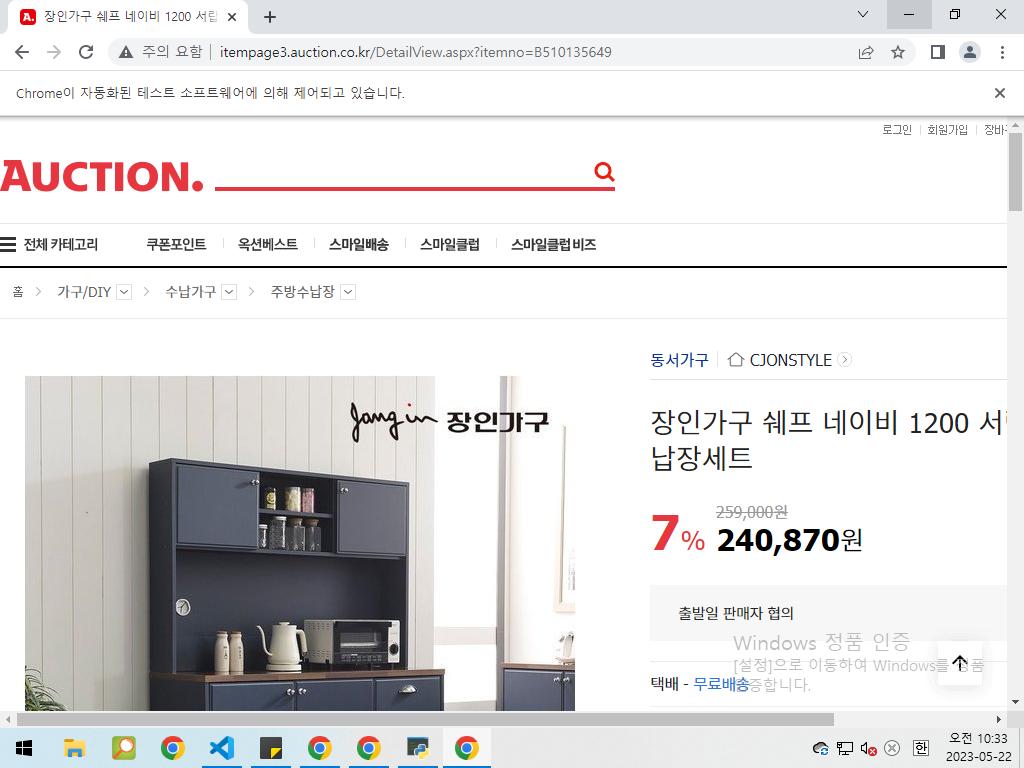 장인가구 쉐프 네이비 1200 서랍
주의 요함
itempage3.auction.co.kr/DetailView.aspx?itemno=B510135649
Chrome이 자동화된 테스트 소프트웨어에 의해 제어되고 있습니다.
로그인 회원가입 장바구
AUCTION.
전체 카테고리 쿠폰포인트 옥션베스트 스마일배송 스마일클럽 스마일클럽 비즈
홈 가구/DIY 수납가구 주방수납장
동서가구 CJONSTYLE
Jangin 장인가구
장인가구 쉐프 네이비 1200 서
납장세트
259,000원
7% 240,870원
출발일 판매자 협의
Windows 정품 인증
[설정]으로 이동하여 Windows를 정품
택배 - 무료배송
증합니다.
한
오전 10:33
2023-05-22